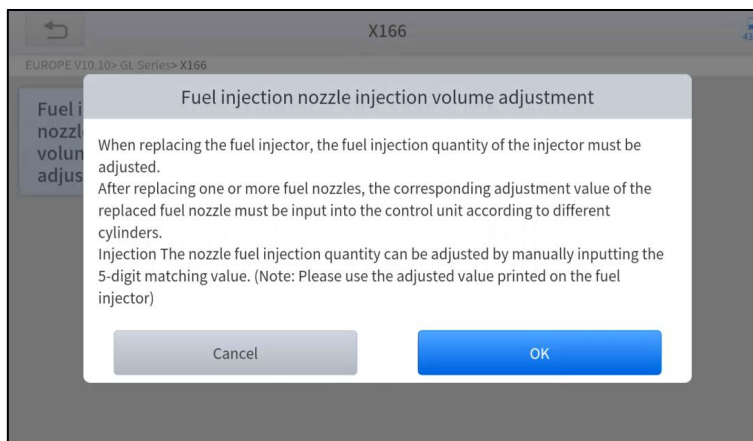 X166
43
EUROPE V10.10> GL Series> X166
Fuel i
nozzl
volun
adjus
Fuel injection nozzle injection volume adjustment
When replacing the fuel injector, the fuel injection quantity of the injector must be
adjusted.
After replacing one or more fuel nozzles, the corresponding adjustment value of the
replaced fuel nozzle must be input into the control unit according to different
cylinders.
Injection The nozzle fuel injection quantity can be adjusted by manually inputting the
5-digit matching value. (Note: Please use the adjusted value printed on the fuel
injector)
Cancel
OK